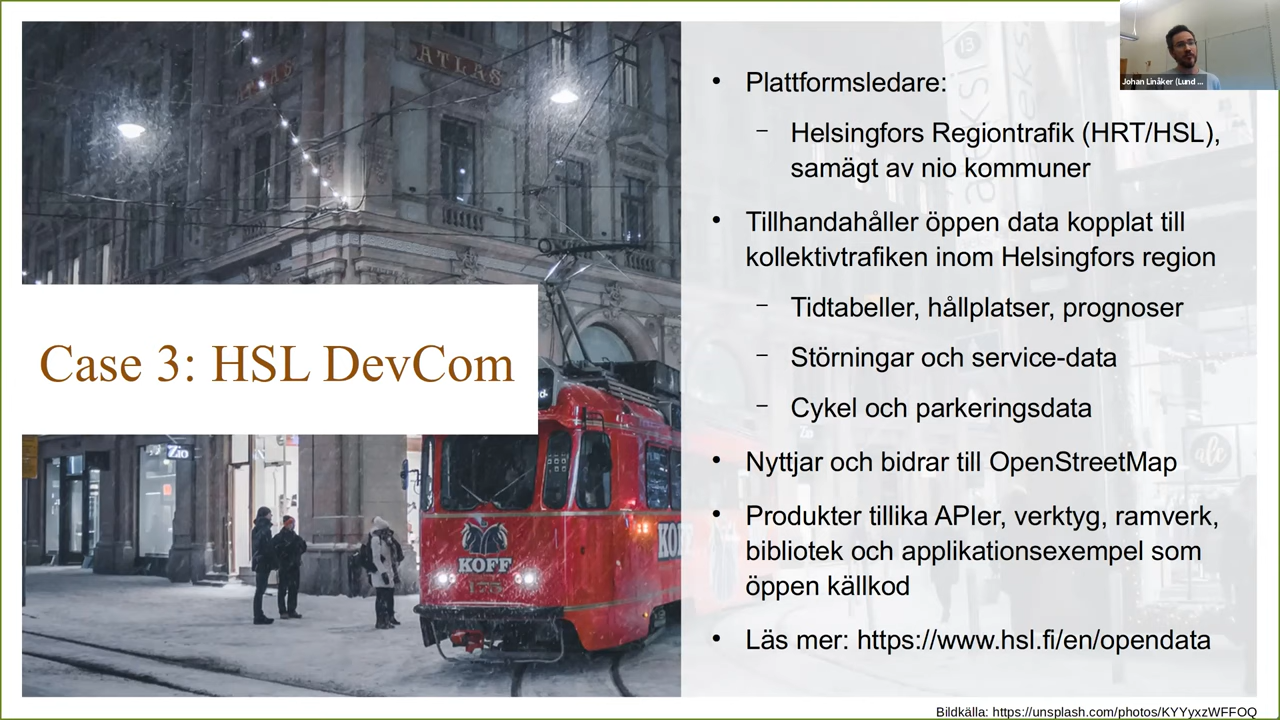 ATLAS
Case 3: HSL DevCom
Zio
KOFF
KOFF
13
• Plattformsledare:
– Helsingfors Regiontrafik (HRT/HSL),
samägt av nio kommuner
• Tillhandahåller öppen data kopplat till
kollektivtrafiken inom Helsingfors region
– Tidtabeller, hållplatser, prognoser
– Störningar och service-data
– Cykel och parkeringsdata
• Nyttjar och bidrar till OpenStreetMap
• Produkter tillika APIer, verktyg, ramverk,
bibliotek och applikationsexempel som
öppen källkod
• Läs mer: https://www.hsl.fi/en/opendata
ale
Johan Linåker (Lund ...
Bildkälla: https://unsplash.com/photos/KYYyxzWFFOQ